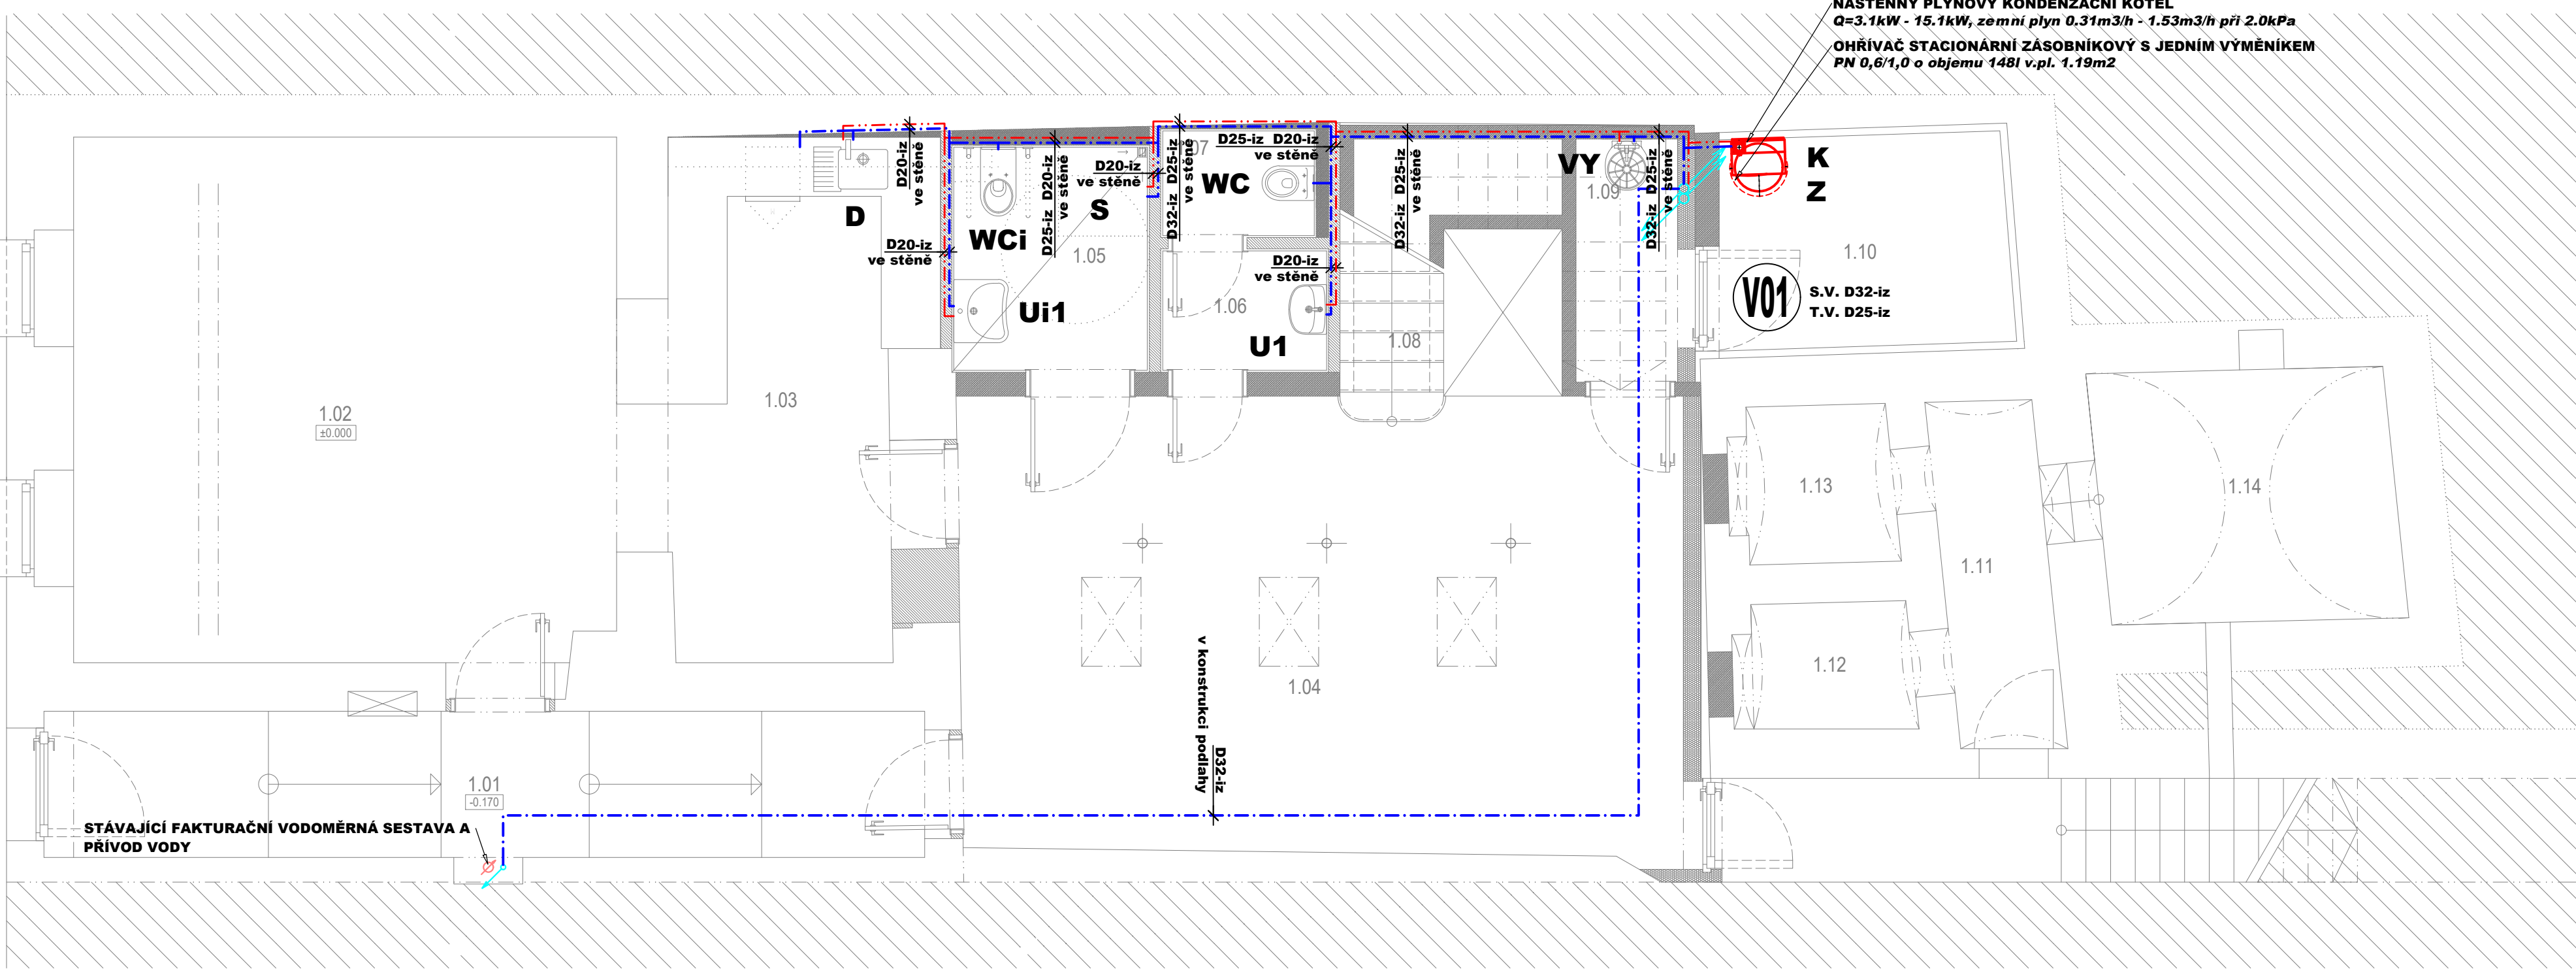 NÁSTĚNNÝ PLYNOVÝ KONDENZAČNÍ KOTEL
Q=3.1kW - 15.1kW, zemní plyn 0.31m3/h - 1.53m3/h při 2.0kPa
OHŘÍVAČ STACIONÁRNÍ ZÁSOBNÍKOVÝ S JEDNÍM VÝMĚNÍKEM
PN 0,6/1,0 o objemu 148l v.pl. 1.19m2
D20-iz
ve stěně
D
D20-iz
ve stěně
WCi
D25-iz D20-iz
ve stěně
S
1.05
Ui1
D20-iz
ve stěně
D32-iz D25-iz
ve stěně
07
D25-iz D20-iz
ve stěně
WC
D20-iz
ve stěně
1.06
U1
D32-iz D25-iz
ve stěně
1.08
VY
1.09
D32-iz D25-iz
ve stěně
K
Z
1.10
V01
S.V. D32-iz
T.V. D25-iz
1.02
±0.000
1.03
1.04
v konstrukci podlahy
D32-iz
1.13
1.14
1.11
1.12
1.01
-0.170
STÁVAJÍCÍ FAKTURAČNÍ VODOMĚRNÁ SESTAVA A
PŘÍVOD VODY